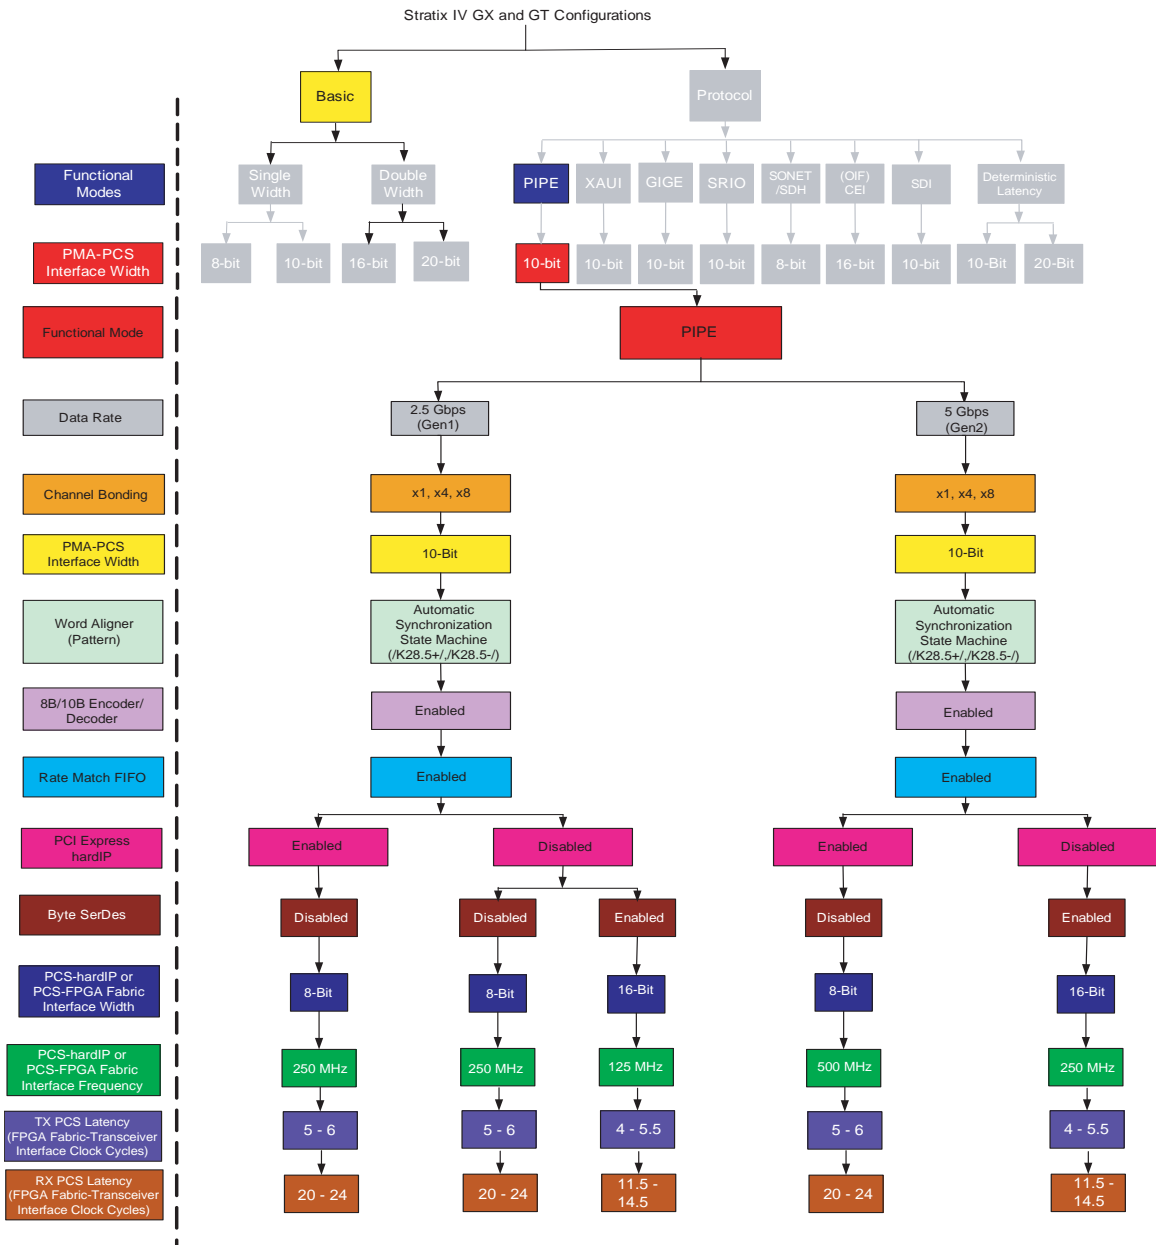 Stratix IV GX and GT Configurations
Basic
Protocol
Functional
Modes
Single
Width
Double
Width
PIPE
XAUI
GIGE
SRIO
SONET
/SDH
(OIF)
CEI
SDI
Deterministic
Latency
PMA-PCS
Interface Width
8-bit
10-bit
16-bit
20-bit
10-bit
10-bit
10-bit
10-bit
8-bit
16-bit
10-bit
10-Bit
20-Bit
Functional Mode
PIPE
Data Rate
2.5 Gbps
(Gen1)
5 Gbps
(Gen2)
Channel Bonding
x1, x4, x8
x1, x4, x8
PMA-PCS
Interface Width
10-Bit
10-Bit
Word Aligner
(Pattern)
Automatic
Synchronization
State Machine
(/K28.5+/,/K28.5-/)
Automatic
Synchronization
State Machine
(/K28.5+/,/K28.5-/)
8B/10B Encoder/
Decoder
Enabled
Enabled
Rate Match FIFO
Enabled
Enabled
PCI Express
hardIP
Enabled
Disabled
Enabled
Disabled
Byte SerDes
Disabled
Disabled
Enabled
Disabled
Enabled
PCS-hardIP or
PCS-FPGA Fabric
Interface Width
8-Bit
8-Bit
16-Bit
8-Bit
16-Bit
PCS-hardIP or
PCS-FPGA Fabric
Interface Frequency
250 MHz
250 MHz
125 MHz
500 MHz
250 MHz
TX PCS Latency
(FPGA Fabric-Transceiver
Interface Clock Cycles)
5 - 6
5 - 6
4 - 5.5
5 - 6
4 - 5.5
RX PCS Latency
(FPGA Fabric-Transceiver
Interface Clock Cycles)
20 - 24
20 - 24
11.5 -
14.5
20 - 24
11.5 -
14.5